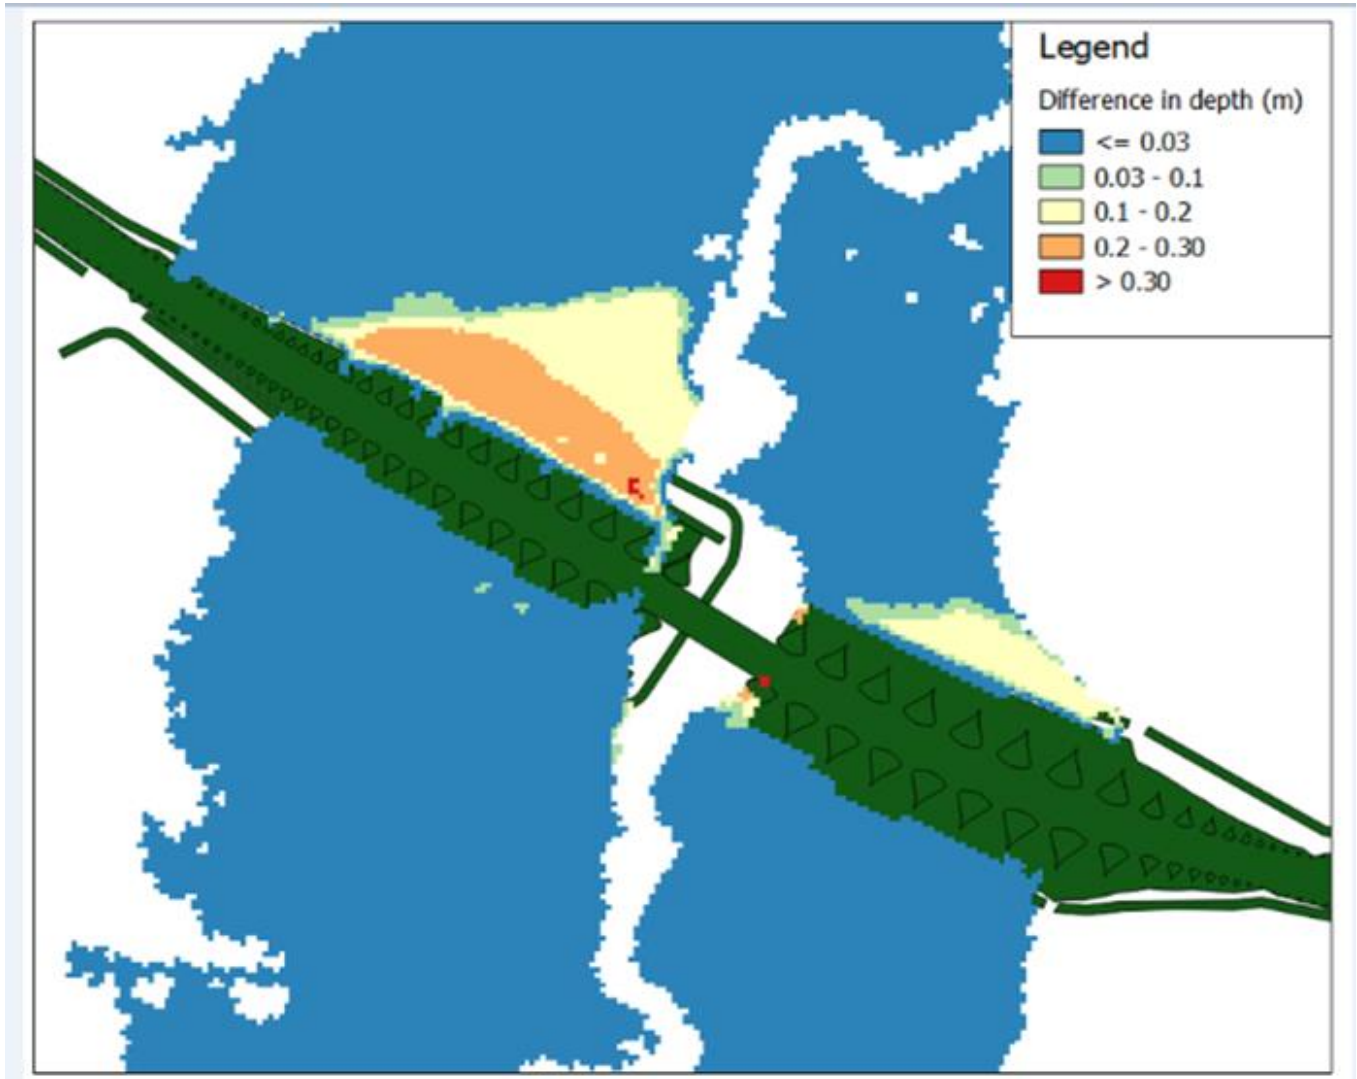 Legend
Difference in depth (m)
<= 0.03
0.03 - 0.1
0.1 - 0.2
0.2 - 0.30
> 0.30